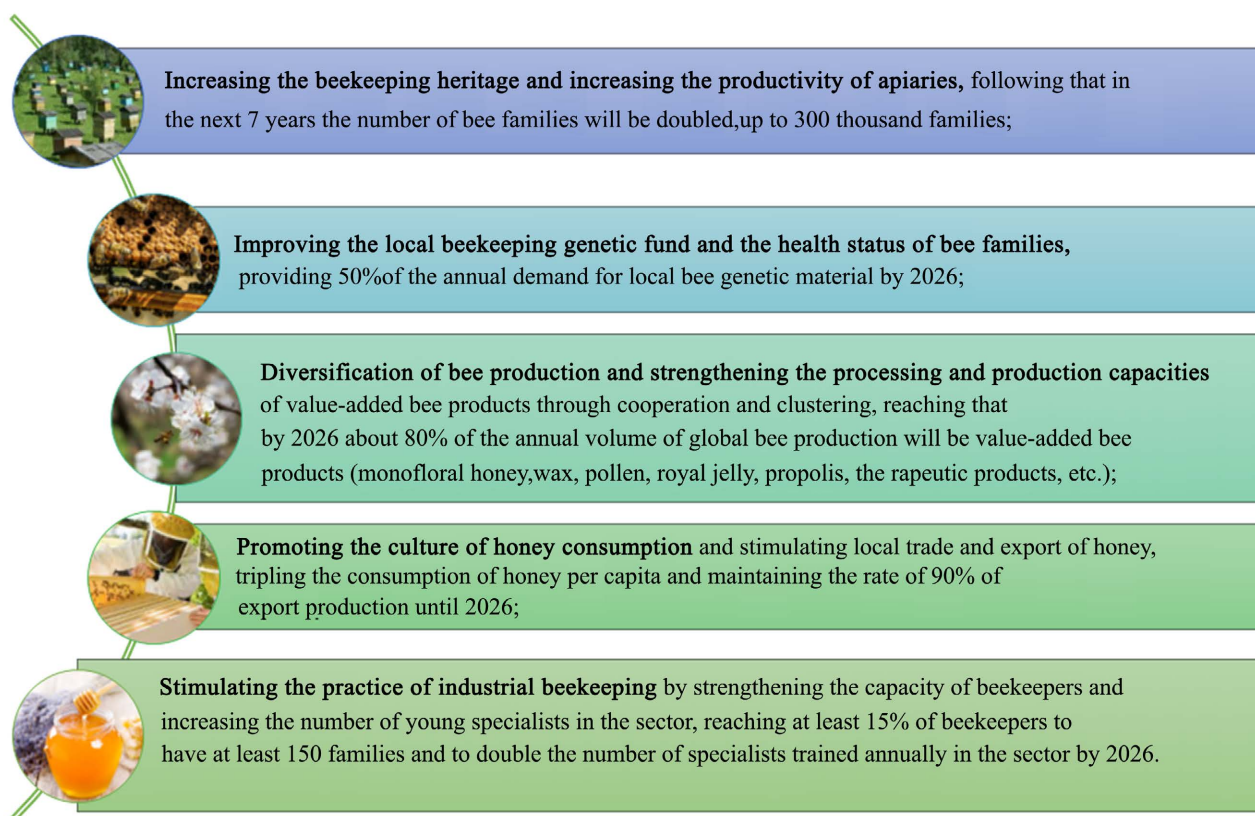 Increasing the beekeeping heritage and increasing the productivity of apiaries, following that in
the next 7 years the number of bee families will be doubled,up to 300 thousand families;
Improving the local beekeeping genetic fund and the health status of bee families,
providing 50%of the annual demand for local bee genetic material by 2026;
Diversification of bee production and strengthening the processing and production capacities
of value-added bee products through cooperation and clustering, reaching that
by 2026 about 80% of the annual volume of global bee production will be value-added bee
products (monofloral honey,wax, pollen, royal jelly, propolis, the rapeutic products, etc.);
Promoting the culture of honey consumption and stimulating local trade and export of honey,
tripling the consumption of honey per capita and maintaining the rate of 90% of
export production until 2026;
Stimulating the practice of industrial beekeeping by strengthening the capacity of beekeepers and
increasing the number of young specialists in the sector, reaching at least 15% of beekeepers to
have at least 150 families and to double the number of specialists trained annually in the sector by 2026.